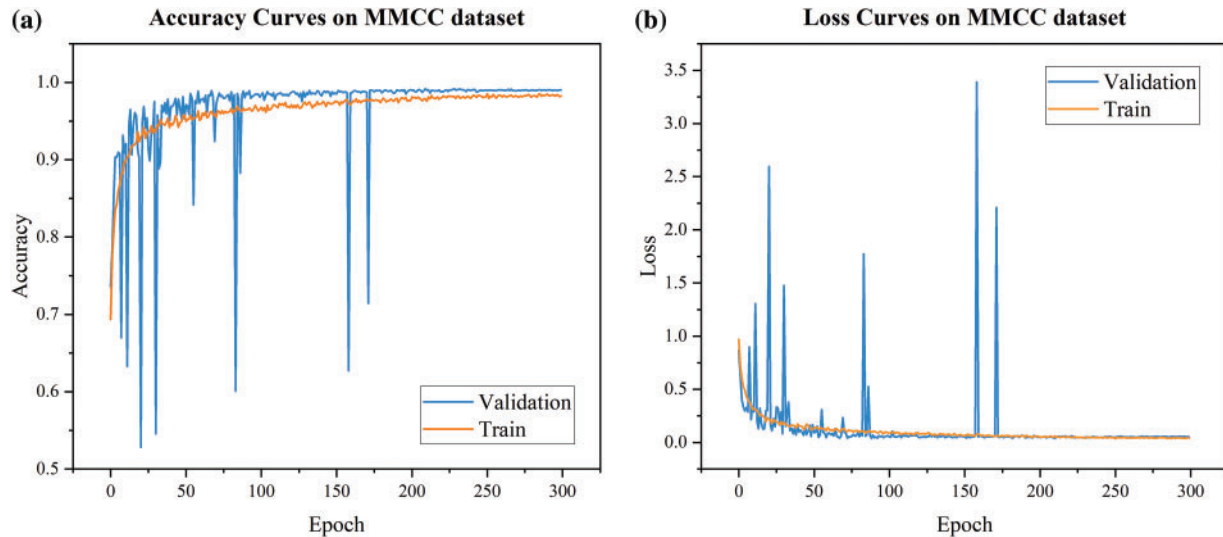 (a) Accuracy Curves on MMCC dataset
1.0
0.9
0.8
0.7
0.6
0.5
Accuracy
Validation
Train
0 50 100 150 200 250 300
Epoch
(b) Loss Curves on MMCC dataset
3.5
3.0
2.5
2.0
1.5
1.0
0.5
0.0
Loss
Validation
Train
0 50 100 150 200 250 300
Epoch